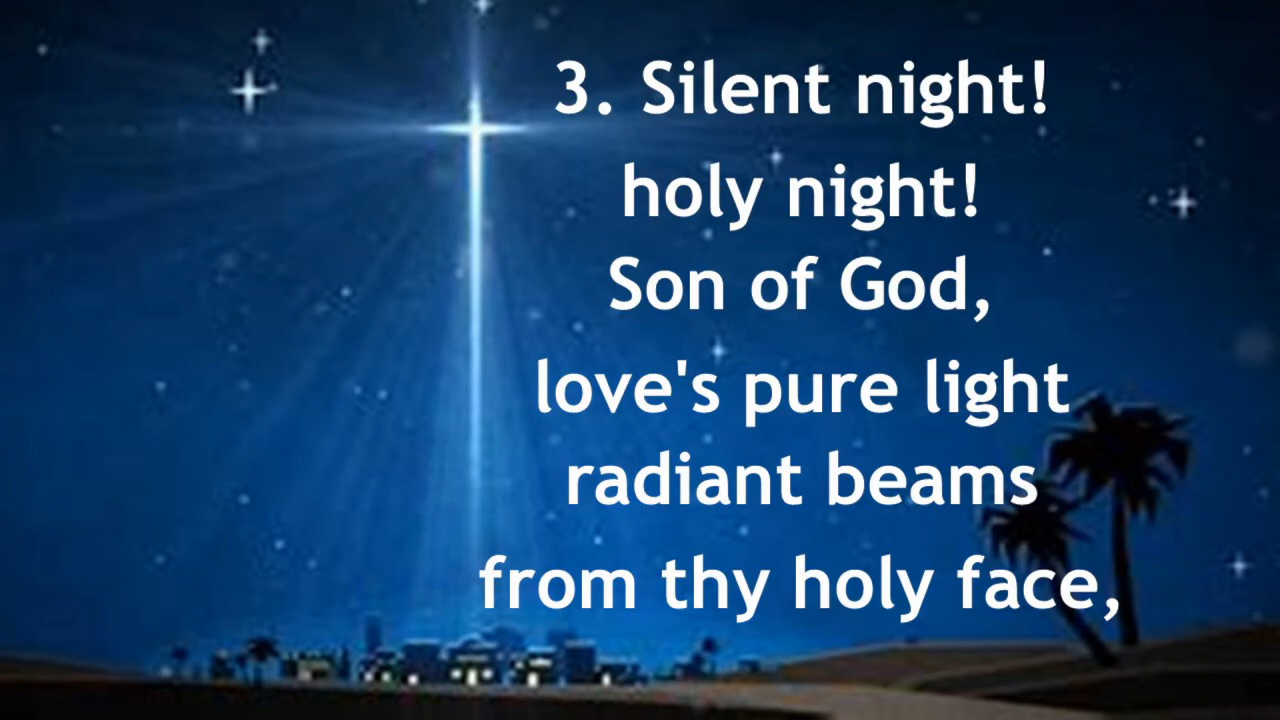 3. Silent night!
holy night!
Son of God,
love's pure light
radiant beams
from thy holy face,